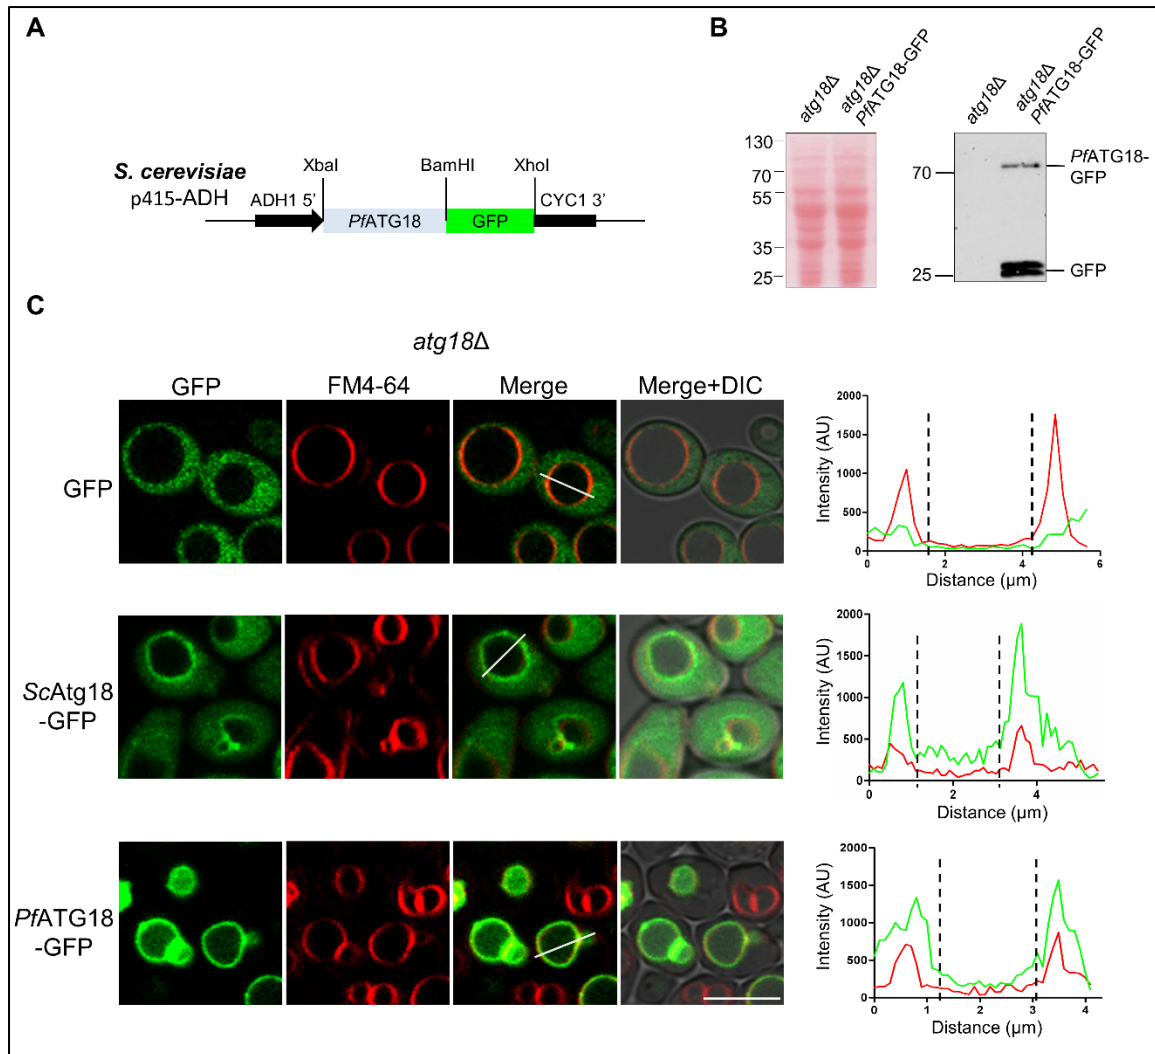 A
XbaI
BamHI
XhoI
S. cerevisiae
p415-ADH
ADH1 5’
CYC1 3’
PfATG18
GFP
B
atg18Δ
atg18Δ
PfATG18-GFP
atg18Δ
atg18Δ
PfATG18-GFP
130
70
55
35
25
70
25
PfATG18-
GFP
GFP
C
atg18Δ
GFP
FM4-64
Merge
Merge+DIC
GFP
Intensity (AU)
2000
1500
1000
500
0
0
2
4
6
Distance (µm)
ScAtg18
-GFP
Intensity (AU)
2000
1500
1000
500
0
0
2
4
Distance (µm)
PfATG18
-GFP
Intensity (AU)
2000
1500
1000
500
0
0
1
2
3
4
Distance (µm)